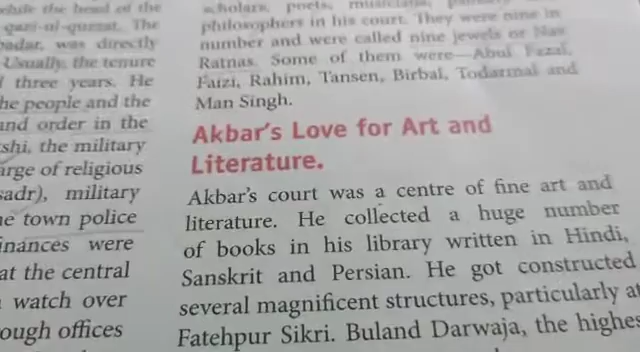 while the head of the
qazi-ul-quzzat. The
was directly
Usually, the tenure
three years. He
he people and the
and order in the
shi, the military
arge of religious
sadr), military
e town police
inances were
at the central
watch over
ough offices
scholars, poets, musicians,
philosophers in his court. They were nine in
number and were called nine jewels or Nav
Ratnas. Some of them were—Abul Fazal,
Faizi, Rahim, Tansen, Birbal, Todarmal and
Man Singh.
Akbar's Love for Art and
Literature.
Akbar's court was a centre of fine art and
literature. He collected a huge number
of books in his library written in Hindi,
Sanskrit and Persian. He got constructed
several magnificent structures, particularly at
Fatehpur Sikri. Buland Darwaja, the highes